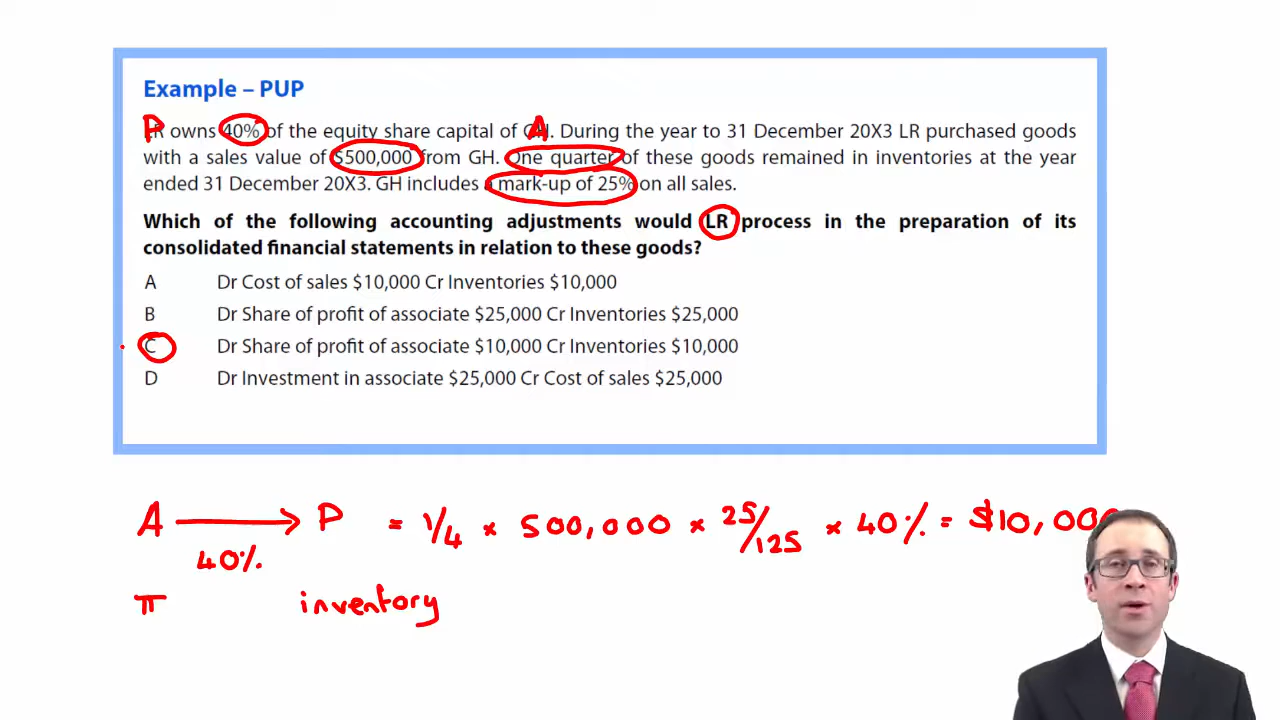 Example – PUP
P
A
LR owns 40% of the equity share capital of GH. During the year to 31 December 20X3 LR purchased goods
with a sales value of $500,000 from GH. One quarter of these goods remained in inventories at the year
ended 31 December 20X3. GH includes a mark-up of 25% on all sales.
Which of the following accounting adjustments would LR process in the preparation of its
consolidated financial statements in relation to these goods?
A Dr Cost of sales $10,000 Cr Inventories $10,000
B Dr Share of profit of associate $25,000 Cr Inventories $25,000
C Dr Share of profit of associate $10,000 Cr Inventories $10,000
D Dr Investment in associate $25,000 Cr Cost of sales $25,000
A → P = 1/4 × 500,000 × 25/125 × 40% = $10,000
40%
π inventory